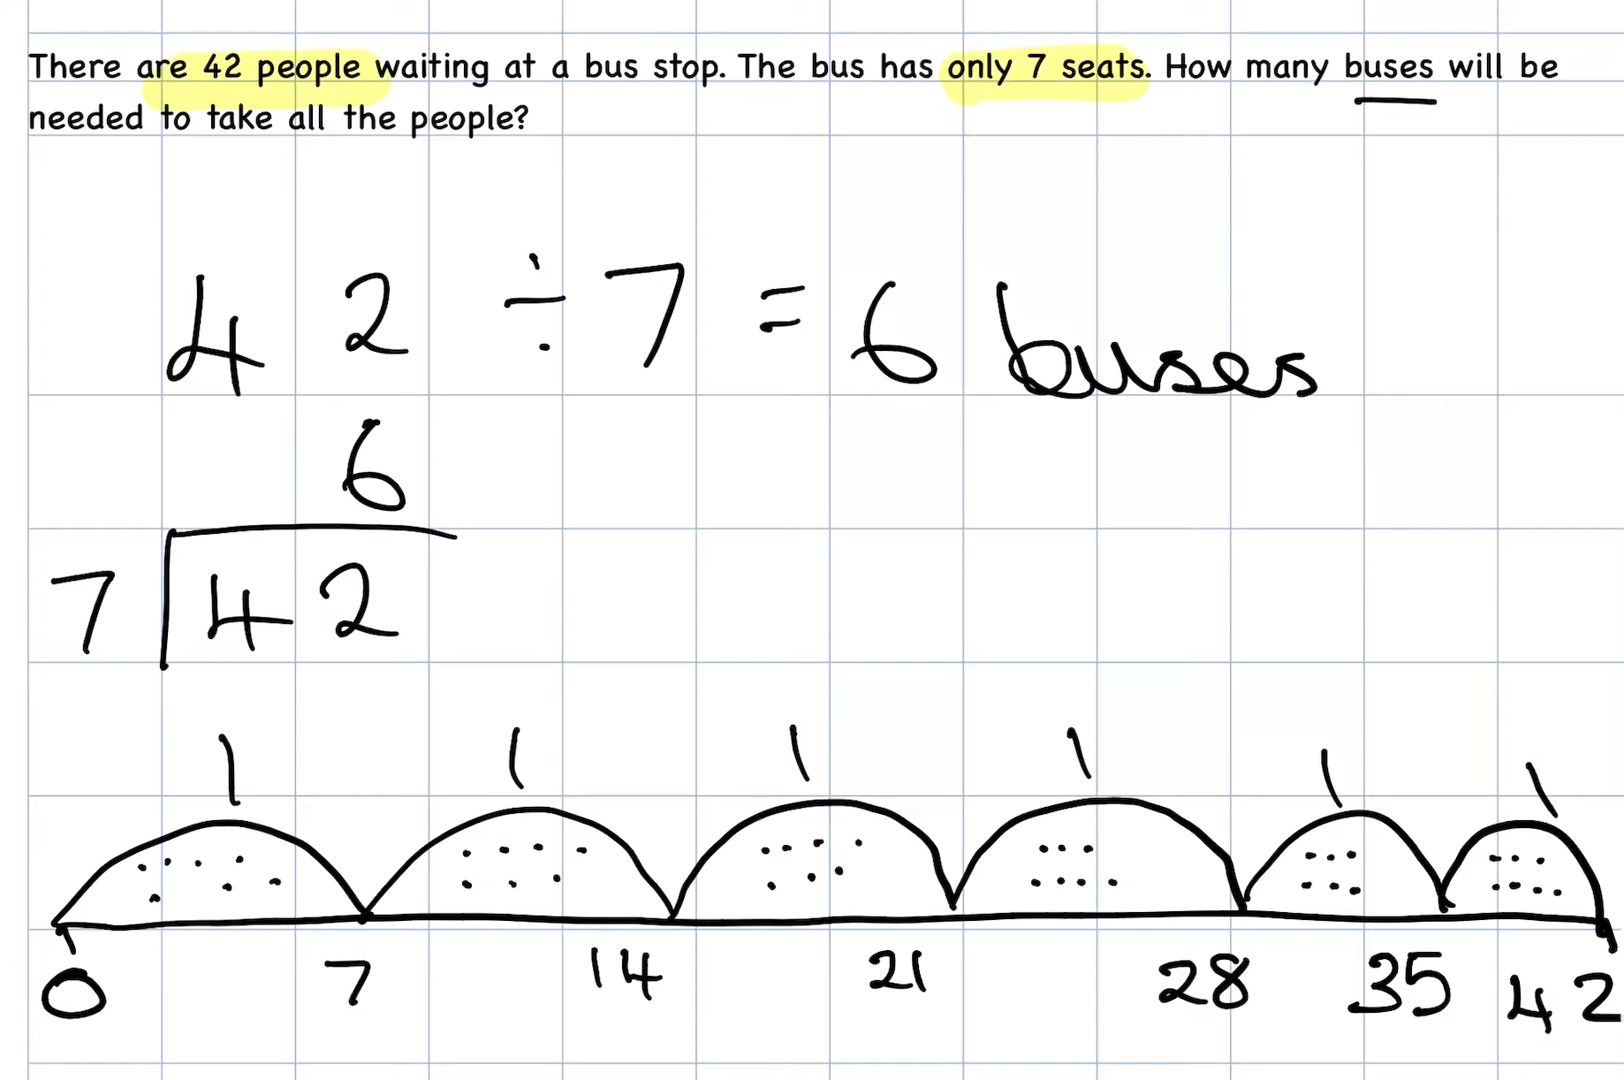 There are 42 people waiting at a bus stop. The bus has only 7 seats. How many buses will be
needed to take all the people?
42 ÷ 7 = 6 buses
6
7 42
1 1 1 1 1 1
0 7 14 21 28 35 42